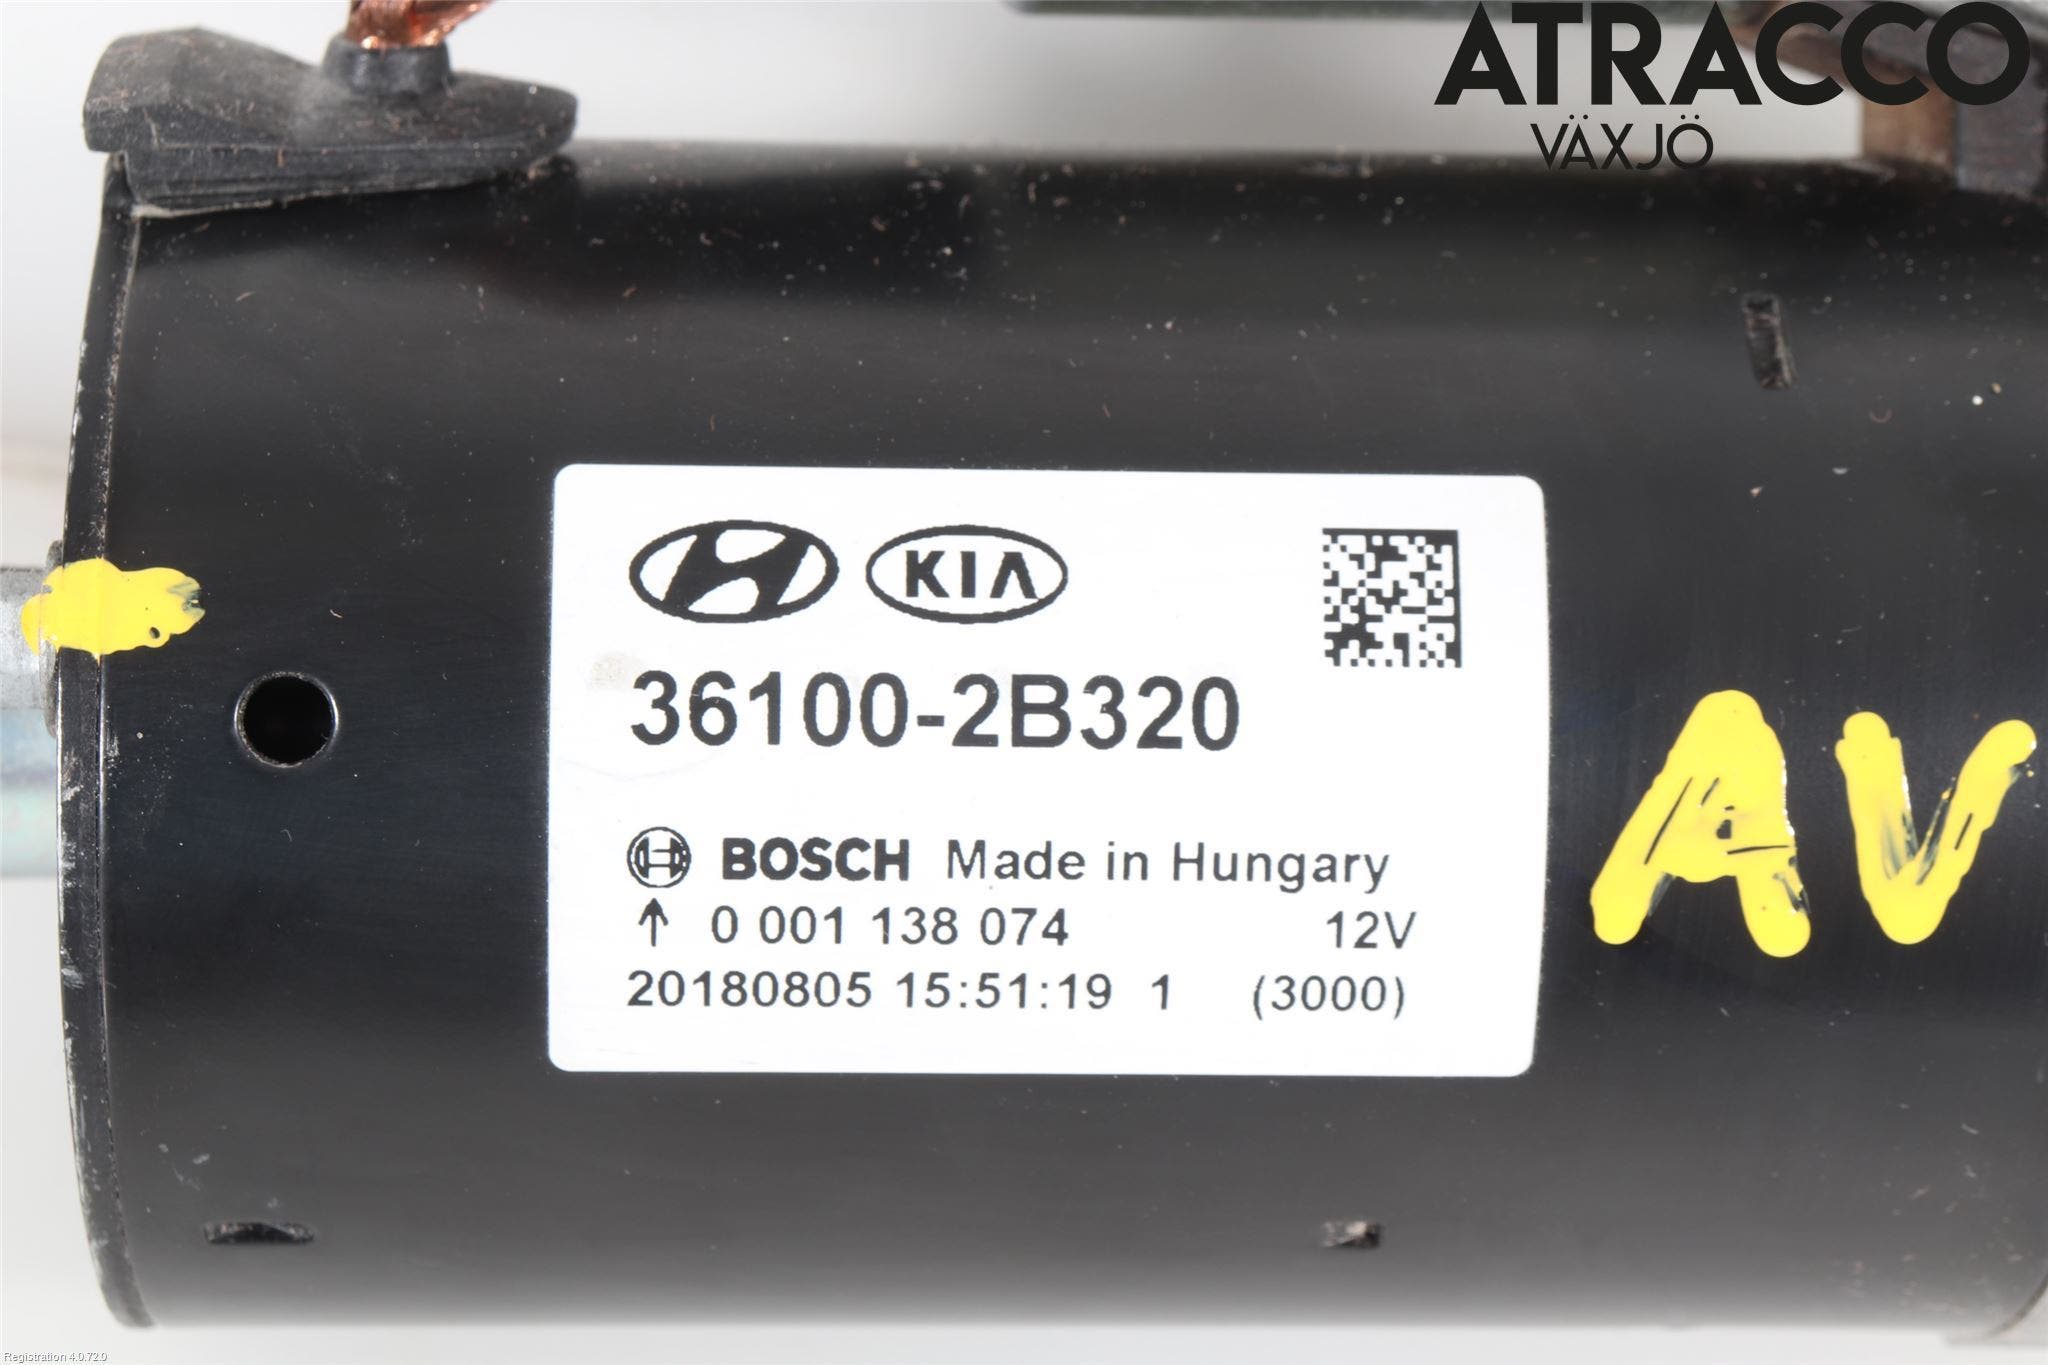 ATRACCO
VÄXJÖ
KIA
36100-2B320
BOSCH Made in Hungary
↑ 0 001 138 074 12V
20180805 15:51:19 1 (3000)
AV
Registration 4.0.72.0